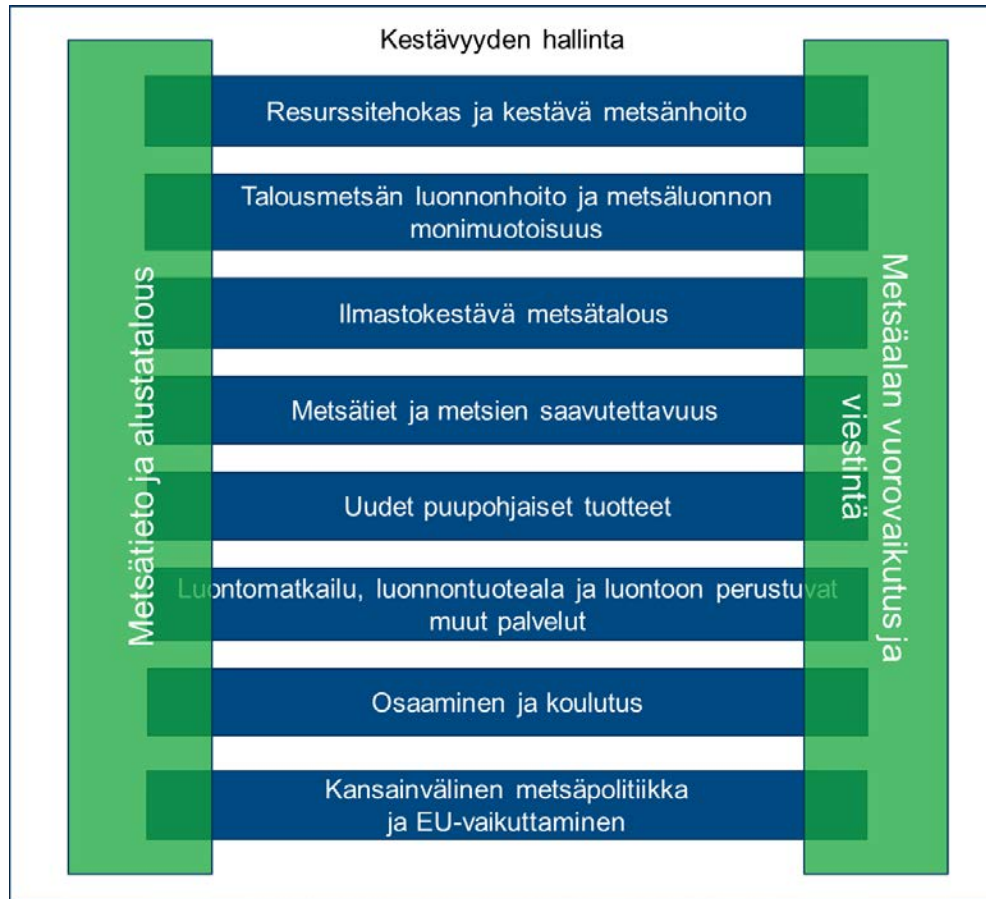 Kestävyyden hallinta
Resurssitehokas ja kestävä metsänhoito
Talousmetsän luonnonhoito ja metsäluonnon
monimuotoisuus
Ilmastokestävä metsätalous
Metsätiet ja metsien saavutettavuus
Uudet puupohjaiset tuotteet
Luontomatkailu, luonnontuoteala ja luontoon perustuvat
muut palvelut
Osaaminen ja koulutus
Kansainvälinen metsäpolitiikka
ja EU-vaikuttaminen
Metsätieto ja alustatalous
Metsäalan vuorovaikutus ja
viestintä